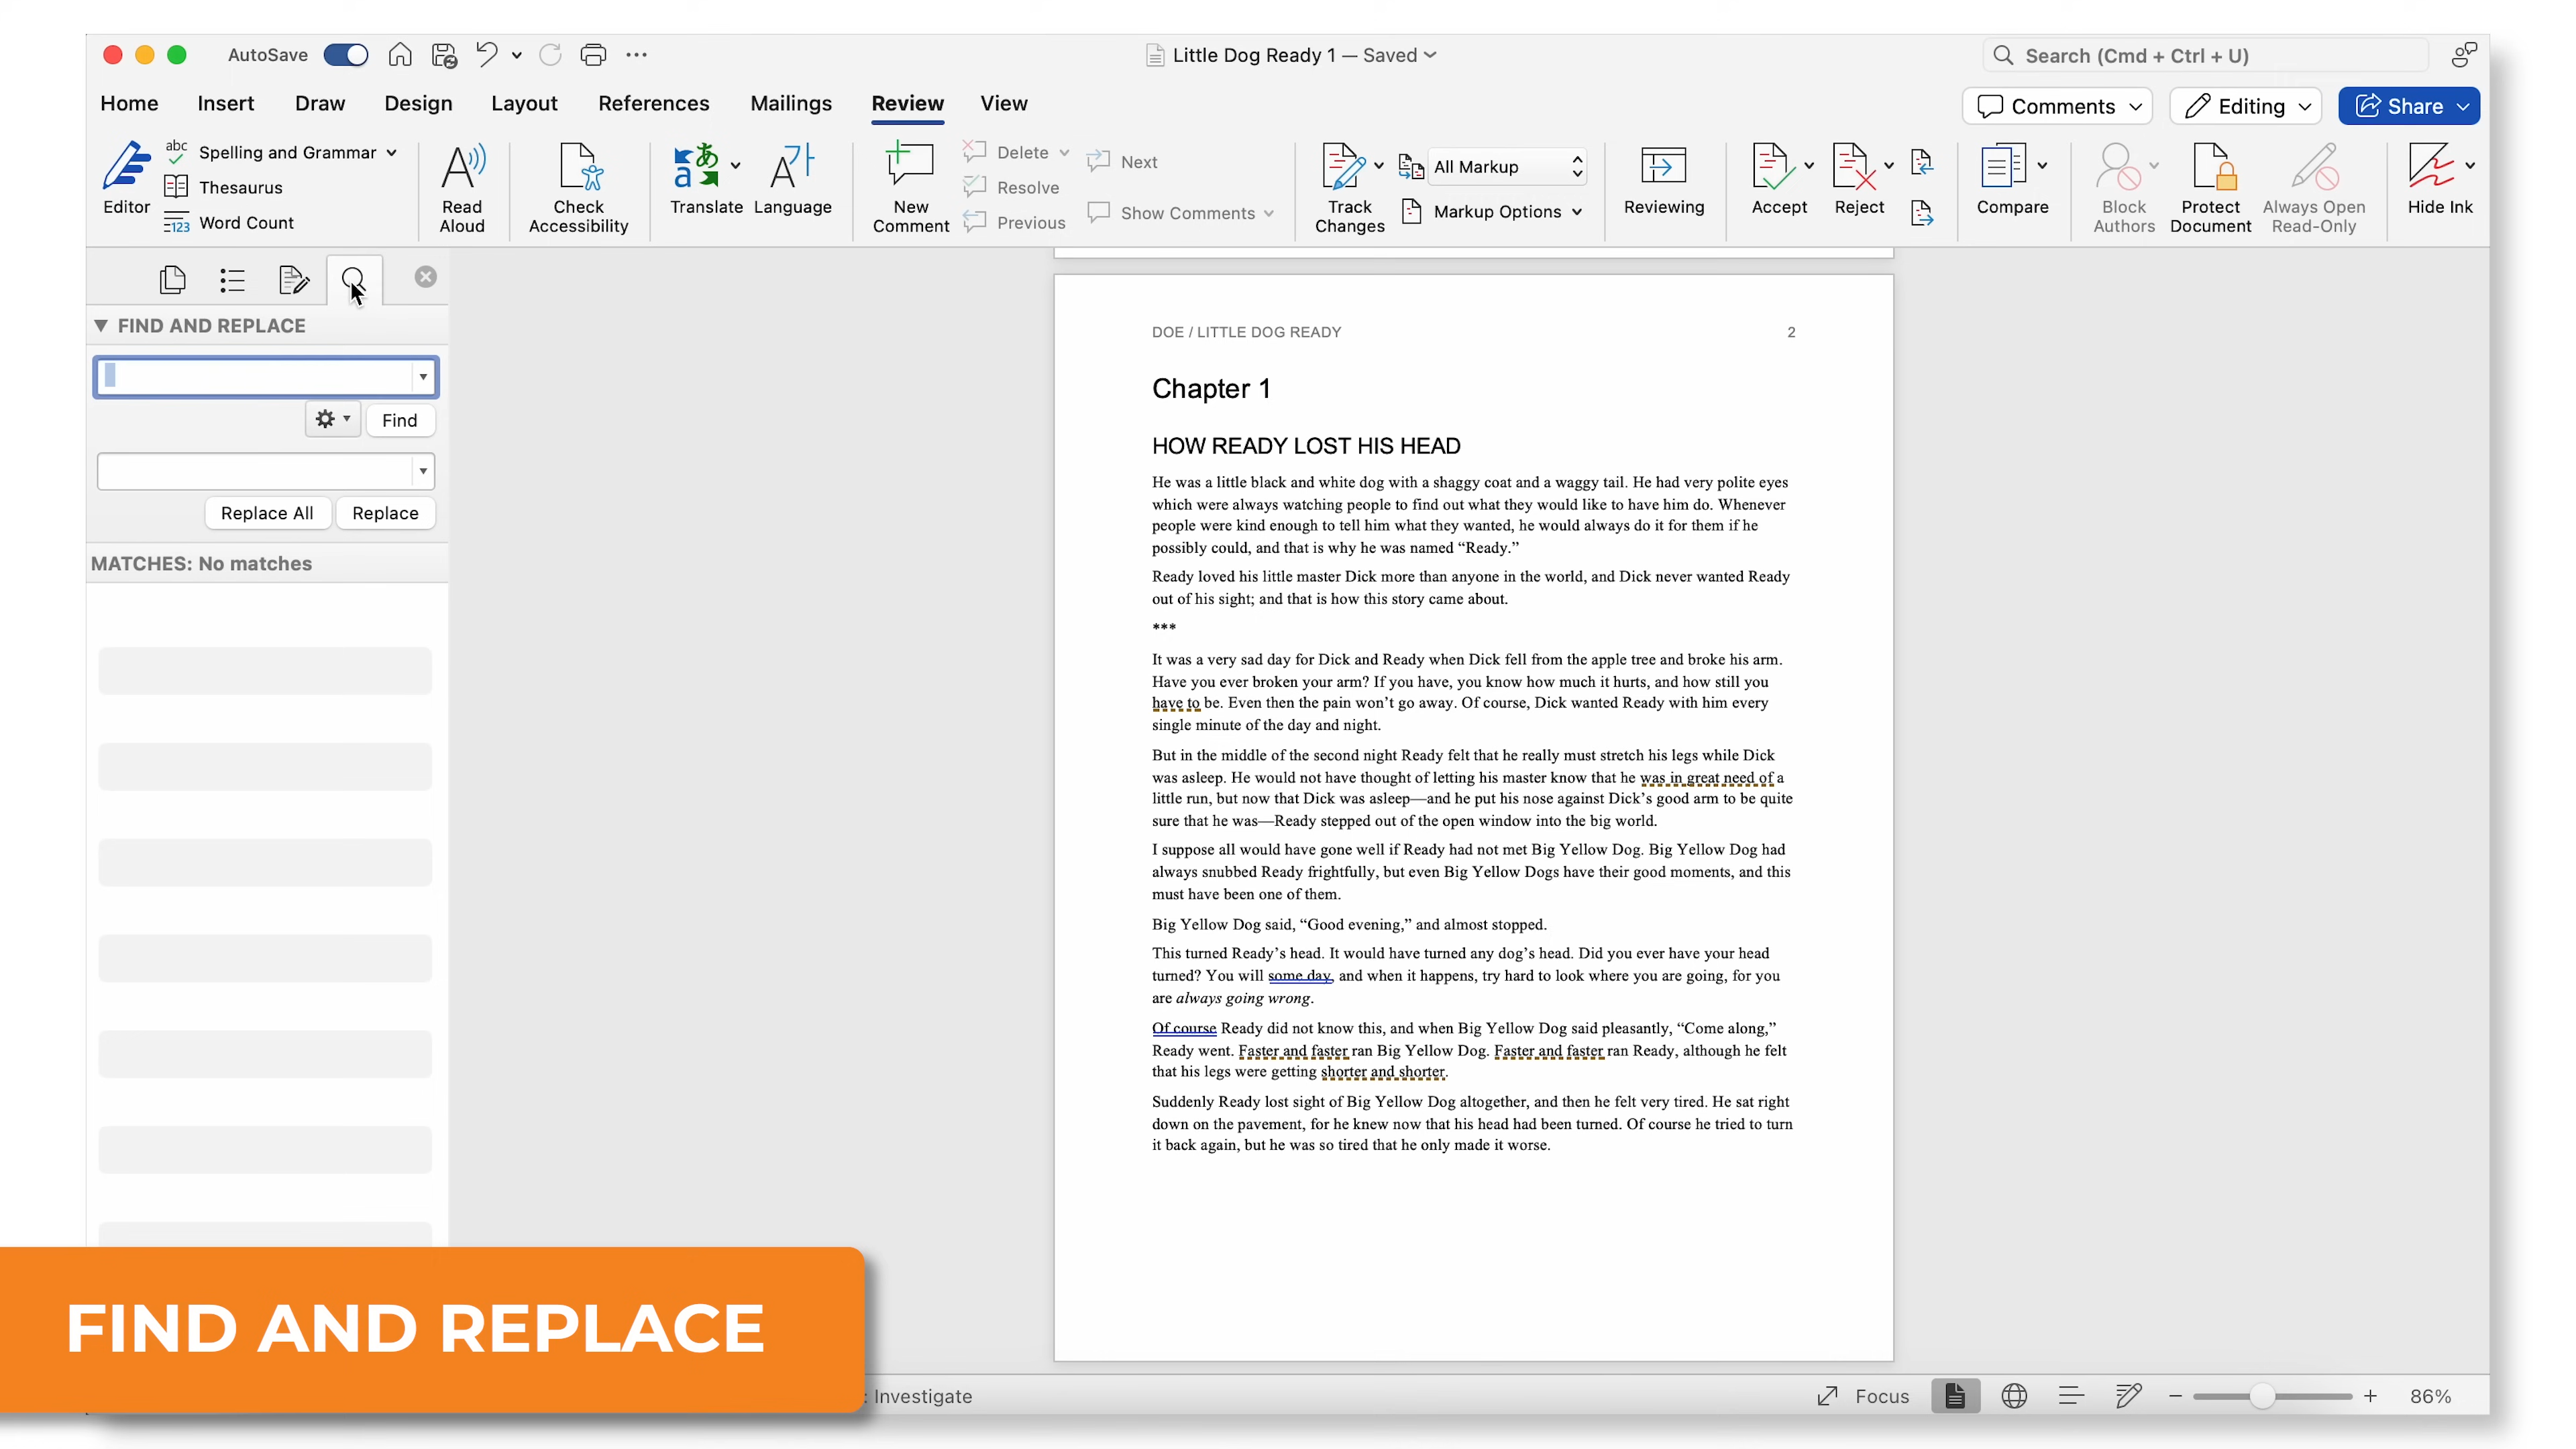 AutoSave
Little Dog Ready 1 — Saved
Search (Cmd + Ctrl + U)
Home Insert Draw Design Layout References Mailings Review View
Comments Editing Share
Editor
abc
Spelling and Grammar
Thesaurus
123 Word Count
Read Aloud
Check Accessibility
Translate
Language
New Comment
Delete
Resolve
Previous
Next
Show Comments
Track Changes
All Markup
Markup Options
Reviewing
Accept
Reject
Compare
Block Authors
Protect Document
Always Open Read-Only
Hide Ink
FIND AND REPLACE
Find
Replace All Replace
MATCHES: No matches
DOE / LITTLE DOG READY 2
Chapter 1
HOW READY LOST HIS HEAD
He was a little black and white dog with a shaggy coat and a waggy tail. He had very polite eyes
which were always watching people to find out what they would like to have him do. Whenever
people were kind enough to tell him what they wanted, he would always do it for them if he
possibly could, and that is why he was named “Ready.”
Ready loved his little master Dick more than anyone in the world, and Dick never wanted Ready
out of his sight; and that is how this story came about.
***
It was a very sad day for Dick and Ready when Dick fell from the apple tree and broke his arm.
Have you ever broken your arm? If you have, you know how much it hurts, and how still you
have to be. Even then the pain won’t go away. Of course, Dick wanted Ready with him every
single minute of the day and night.
But in the middle of the second night Ready felt that he really must stretch his legs while Dick
was asleep. He would not have thought of letting his master know that he was in great need of a
little run, but now that Dick was asleep—and he put his nose against Dick’s good arm to be quite
sure that he was—Ready stepped out of the open window into the big world.
I suppose all would have gone well if Ready had not met Big Yellow Dog. Big Yellow Dog had
always snubbed Ready frightfully, but even Big Yellow Dogs have their good moments, and this
must have been one of them.
Big Yellow Dog said, “Good evening,” and almost stopped.
This turned Ready’s head. It would have turned any dog’s head. Did you ever have your head
turned? You will some day, and when it happens, try hard to look where you are going, for you
are always going wrong.
Of course Ready did not know this, and when Big Yellow Dog said pleasantly, “Come along,”
Ready went. Faster and faster ran Big Yellow Dog. Faster and faster ran Ready, although he felt
that his legs were getting shorter and shorter.
Suddenly Ready lost sight of Big Yellow Dog altogether, and then he felt very tired. He sat right
down on the pavement, for he knew now that his head had been turned. Of course he tried to turn
it back again, but he was so tired that he only made it worse.
FIND AND REPLACE
: Investigate
Focus
86%